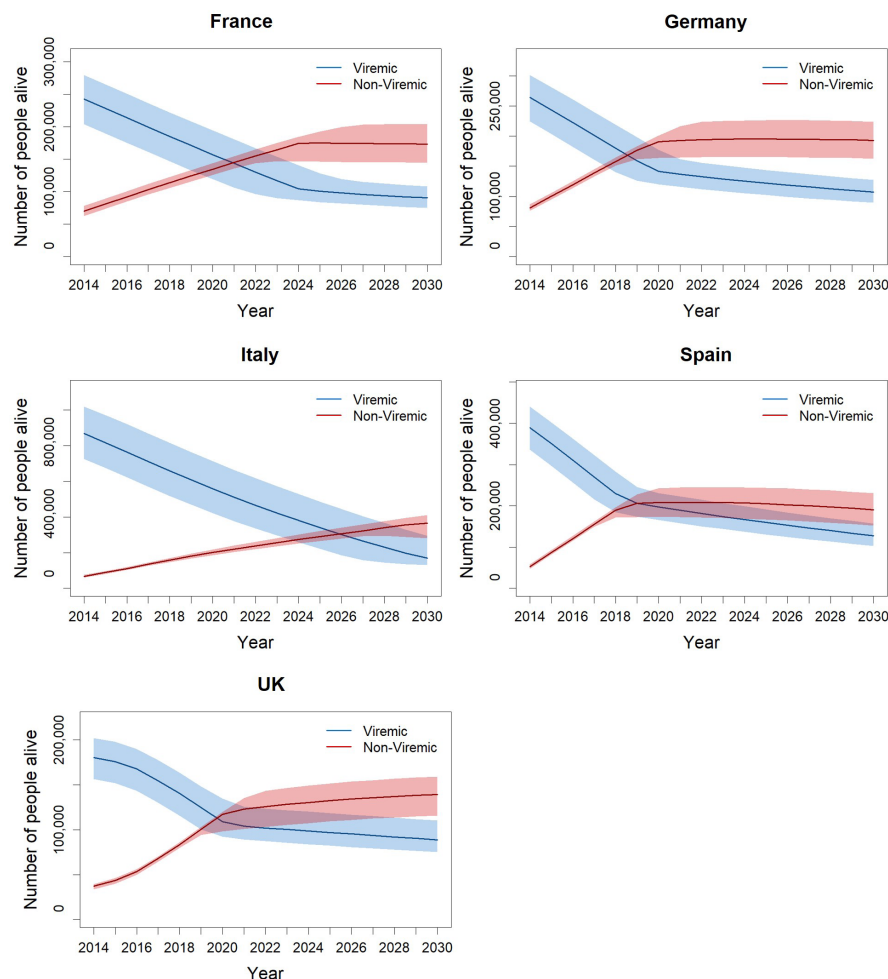 France
Number of people alive
300,000
200,000
100,000
0
Viremic
Non-Viremic
2014 2016 2018 2020 2022 2024 2026 2028 2030
Year
Germany
Number of people alive
250,000
100,000
0
Viremic
Non-Viremic
2014 2016 2018 2020 2022 2024 2026 2028 2030
Year
Italy
Number of people alive
800,000
400,000
0
Viremic
Non-Viremic
2014 2016 2018 2020 2022 2024 2026 2028 2030
Year
Spain
Number of people alive
400,000
200,000
0
Viremic
Non-Viremic
2014 2016 2018 2020 2022 2024 2026 2028 2030
Year
UK
Number of people alive
200,000
100,000
0
Viremic
Non-Viremic
2014 2016 2018 2020 2022 2024 2026 2028 2030
Year